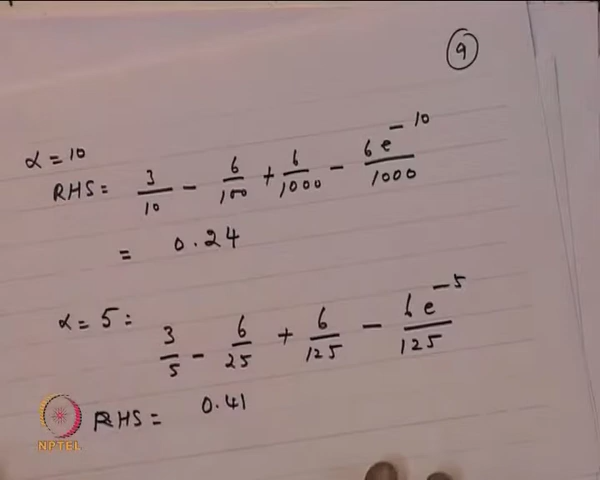 9
α = 10
RHS = 3/10 - 6/100 + 6/1000 - 6e^-10/1000
= 0.24
α = 5 :
3/5 - 6/25 + 6/125 - 6e^-5/125
RHS = 0.41
NPTEL